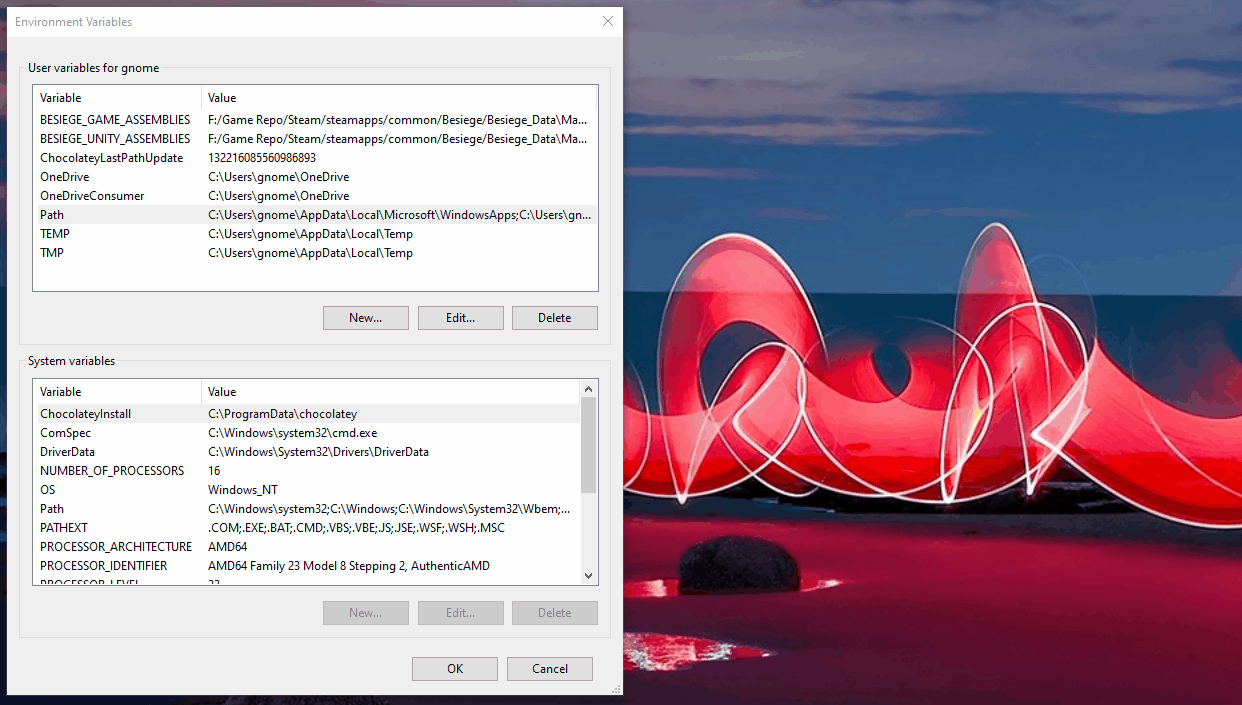 Environment Variables
User variables for gnome
Variable Value
BESIEGE_GAME_ASSEMBLIES F:/Game Repo/Steam/steamapps/common/Besiege/Besiege_Data\Ma...
BESIEGE_UNITY_ASSEMBLIES F:/Game Repo/Steam/steamapps/common/Besiege/Besiege_Data\Ma...
ChocolateyLastPathUpdate 132216085560986893
OneDrive C:\Users\gnome\OneDrive
OneDriveConsumer C:\Users\gnome\OneDrive
Path C:\Users\gnome\AppData\Local\Microsoft\WindowsApps;C:\Users\gn...
TEMP C:\Users\gnome\AppData\Local\Temp
TMP C:\Users\gnome\AppData\Local\Temp
New... Edit... Delete
System variables
Variable Value
ChocolateyInstall C:\ProgramData\chocolatey
ComSpec C:\Windows\system32\cmd.exe
DriverData C:\Windows\System32\Drivers\DriverData
NUMBER_OF_PROCESSORS 16
OS Windows_NT
Path C:\Windows\system32;C:\Windows;C:\Windows\System32\Wbem;...
PATHEXT .COM;.EXE;.BAT;.CMD;.VBS;.VBE;.JS;.JSE;.WSF;.WSH;.MSC
PROCESSOR_ARCHITECTURE AMD64
PROCESSOR_IDENTIFIER AMD64 Family 23 Model 8 Stepping 2, AuthenticAMD
PROCESSOR_LEVEL 23
New... Edit... Delete
OK Cancel